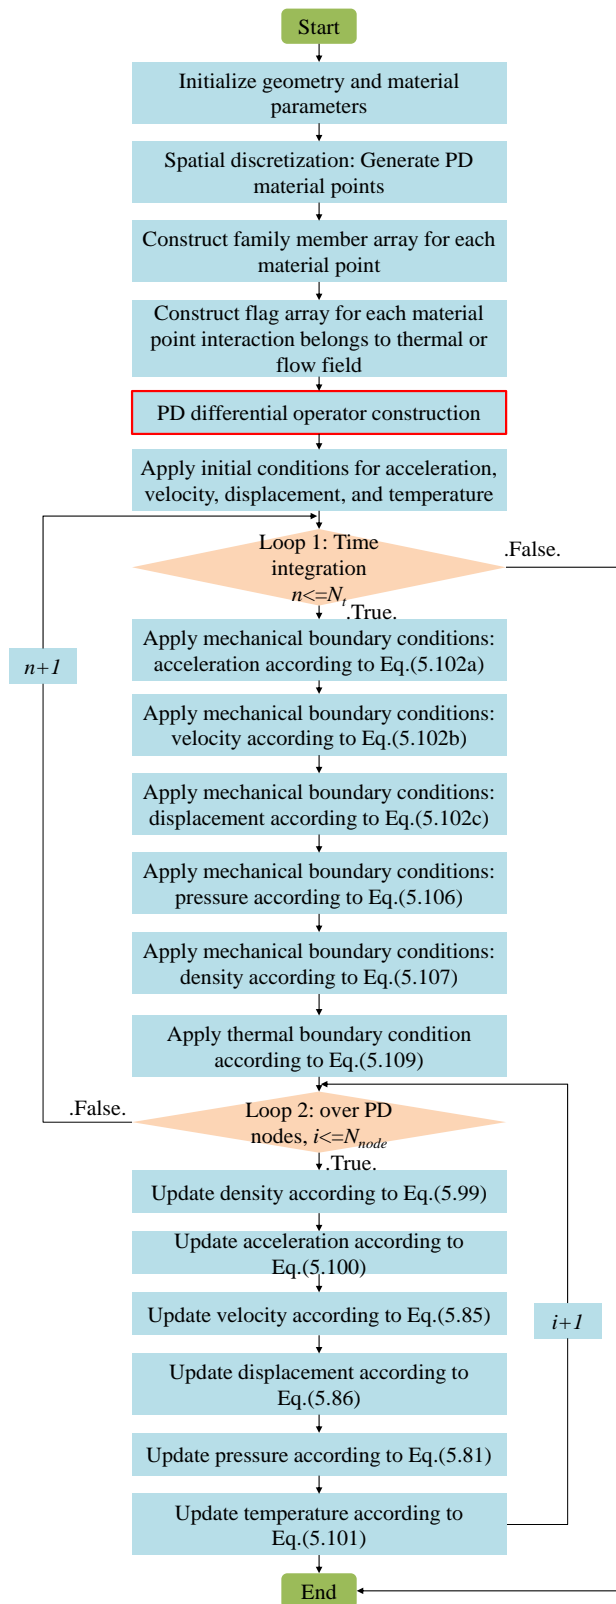 Start
Initialize geometry and material
parameters
Spatial discretization: Generate PD
material points
Construct family member array for each
material point
Construct flag array for each material
point interaction belongs to thermal or
flow field
PD differential operator construction
Apply initial conditions for acceleration,
velocity, displacement, and temperature
Loop 1: Time
integration
n<=N_t
.False.
.True.
Apply mechanical boundary conditions:
acceleration according to Eq.(5.102a)
n+1
Apply mechanical boundary conditions:
velocity according to Eq.(5.102b)
Apply mechanical boundary conditions:
displacement according to Eq.(5.102c)
Apply mechanical boundary conditions:
pressure according to Eq.(5.106)
Apply mechanical boundary conditions:
density according to Eq.(5.107)
Apply thermal boundary condition
according to Eq.(5.109)
.False.
Loop 2: over PD
nodes, i<=N_node
.True.
Update density according to Eq.(5.99)
Update acceleration according to
Eq.(5.100)
Update velocity according to Eq.(5.85)
i+1
Update displacement according to
Eq.(5.86)
Update pressure according to Eq.(5.81)
Update temperature according to
Eq.(5.101)
End